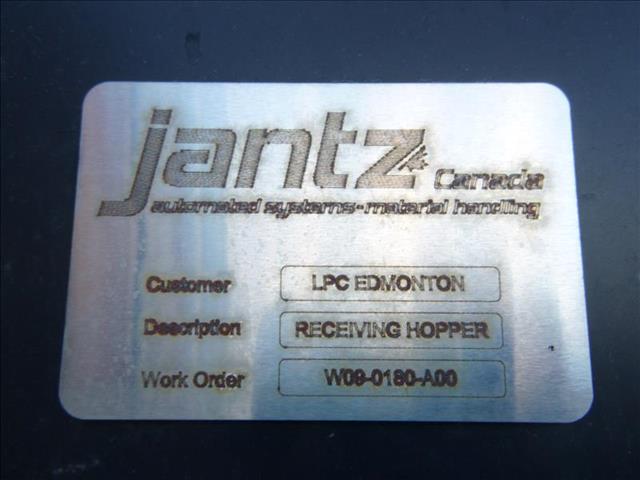 jantz Canada
automated systems-material handling
Customer LPC EDMONTON
Description RECEIVING HOPPER
Work Order W09-0180-A00